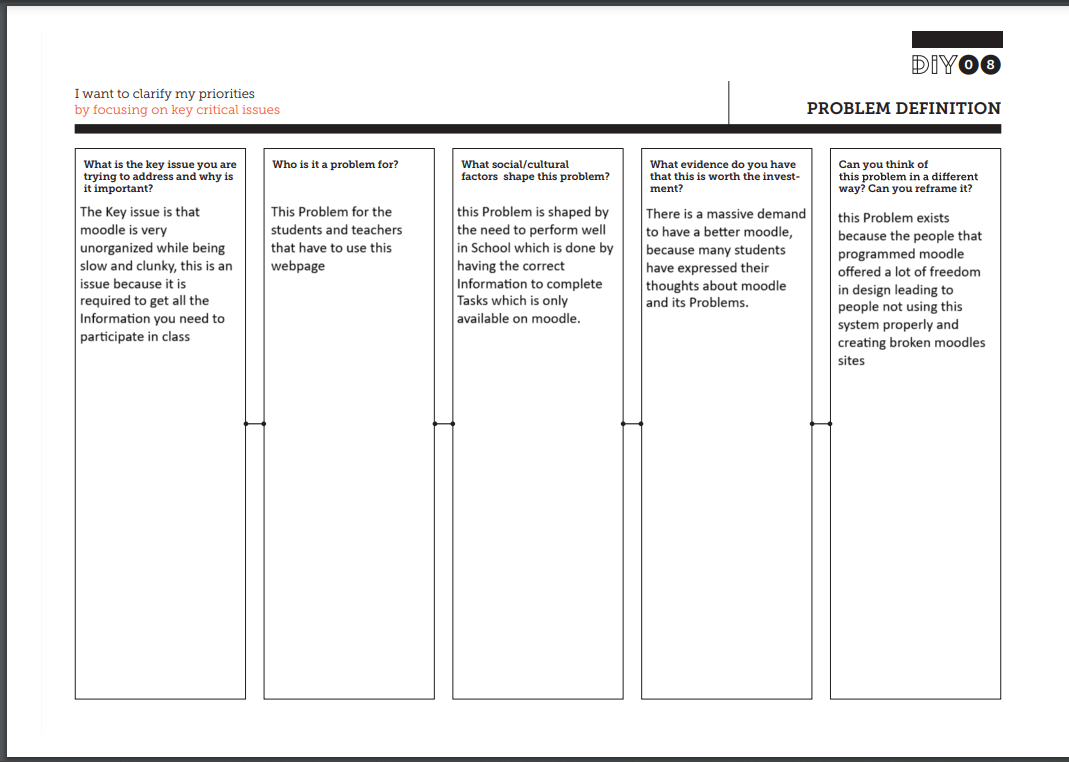 DIY08
I want to clarify my priorities
by focusing on key critical issues
PROBLEM DEFINITION
What is the key issue you are
trying to address and why is
it important?
The Key issue is that
moodle is very
unorganized while being
slow and clunky, this is an
issue because it is
required to get all the
Information you need to
participate in class
Who is it a problem for?
This Problem for the
students and teachers
that have to use this
webpage
What social/cultural
factors shape this problem?
this Problem is shaped by
the need to perform well
in School which is done by
having the correct
Information to complete
Tasks which is only
available on moodle.
What evidence do you have
that this is worth the invest-
ment?
There is a massive demand
to have a better moodle,
because many students
have expressed their
thoughts about moodle
and its Problems.
Can you think of
this problem in a different
way? Can you reframe it?
this Problem exists
because the people that
programmed moodle
offered a lot of freedom
in design leading to
people not using this
system properly and
creating broken moodles
sites